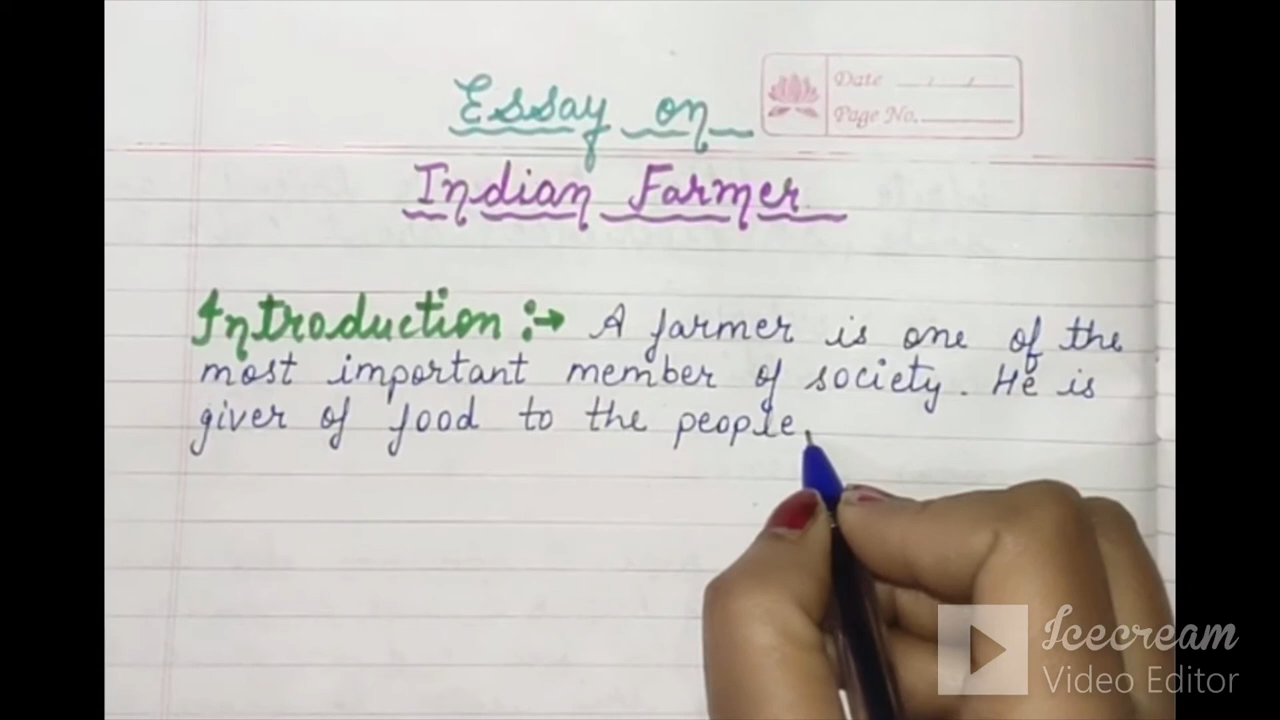 Essay on
Date
Page No.
Indian Farmer
Introduction :→ A farmer is one of the
most important member of society. He is
giver of food to the people.
Icecream
Video Editor